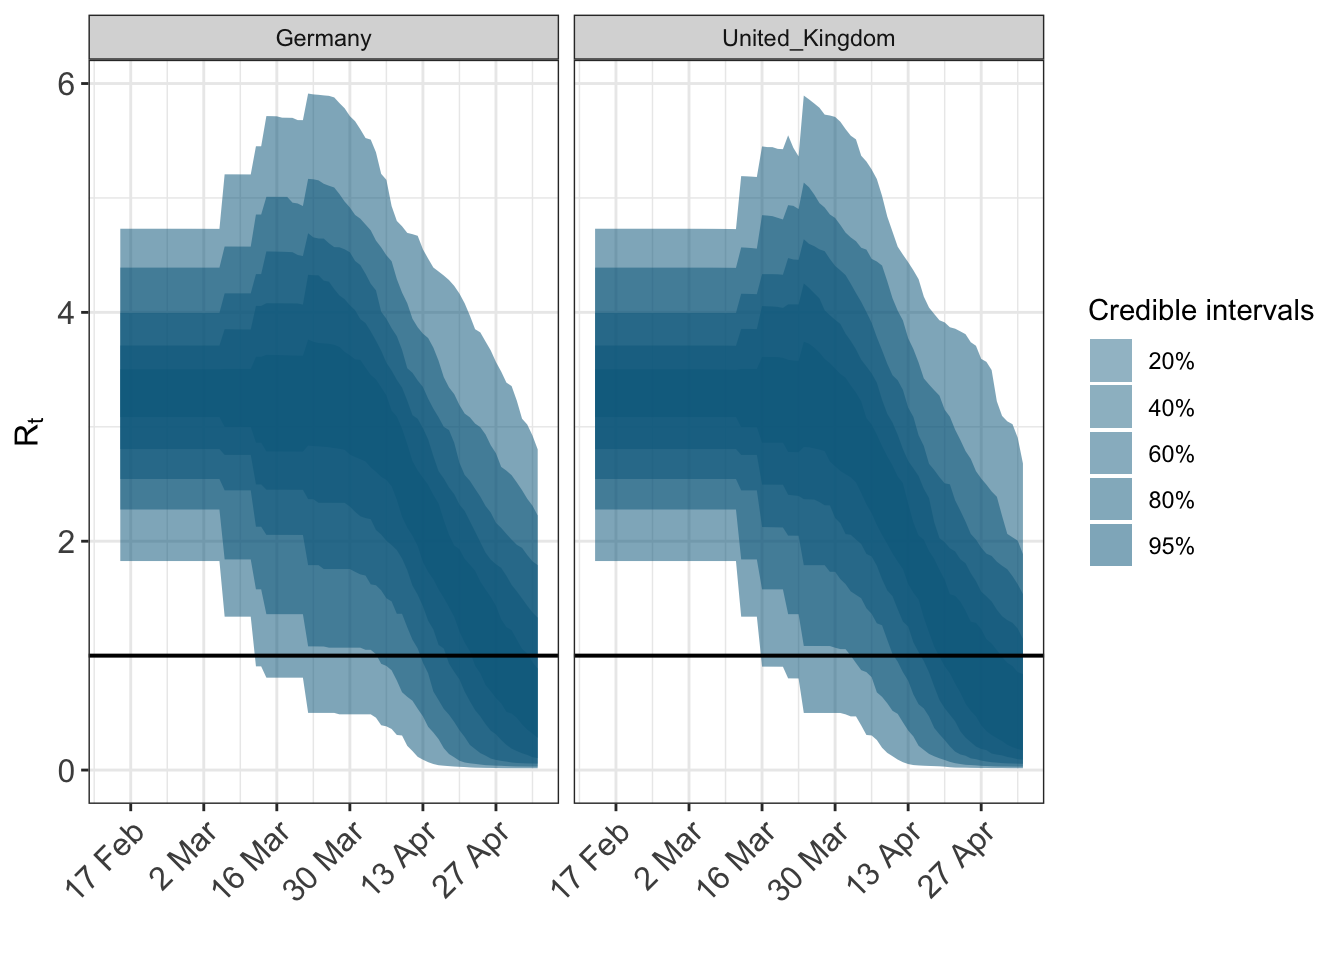 Germany
United_Kingdom
6
4
2
0
Rt
17 Feb
2 Mar
16 Mar
30 Mar
13 Apr
27 Apr
17 Feb
2 Mar
16 Mar
30 Mar
13 Apr
27 Apr
Credible intervals
20%
40%
60%
80%
95%